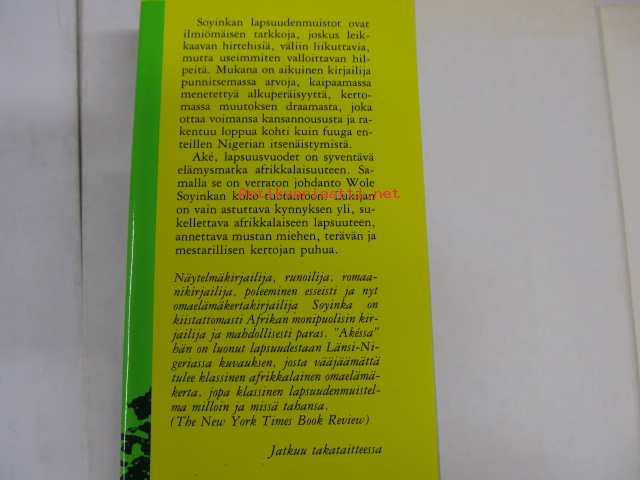 Soyinkan lapsuudenmuistot ovat
ilmiömäisen tarkkoja, joskus leik-
kaavan hirtehisiä, väliin liikuttavia,
mutta useimmiten valloittavan hil-
peitä. Mukana on aikuinen kirjailija
punnitsemassa arvoja, kaipaamassa
menetettyä alkuperäisyyttä, kerto-
massa muutoksen draamasta, joka
ottaa voimansa kansannoususta ja ra-
kentuu loppua kohti kuin fuuga en-
teillen Nigerian itsenäistymistä.
Aké, lapsuusvuodet on syventävä
elämysmatka afrikkalaisuuteen. Sa-
malla se on verraton johdanto Wole
Soyinkan koko tuotantoon. Lukijan
on vain astuttava kynnyksen yli, su-
kellettava afrikkalaiseen lapsuuteen,
annettava mustan miehen, terävän ja
mestarillisen kertojan puhua.
Näytelmäkirjailija, runoilija, romaa-
nikirjailija, poleeminen esseisti ja nyt
omaelämäkertakirjailija Soyinka on
kiistattomasti Afrikan monipuolisin kir-
jailija ja mahdollisesti paras. "Akéssa"
hän on luonut lapsuudestaan Länsi-Ni-
geriassa kuvauksen, josta vääjäämättä
tulee klassinen afrikkalainen omaelämä-
kerta, jopa klassinen lapsuudenmuistel-
ma milloin ja missä tahansa.
(The New York Times Book Review)
Jatkuu takataitteessa